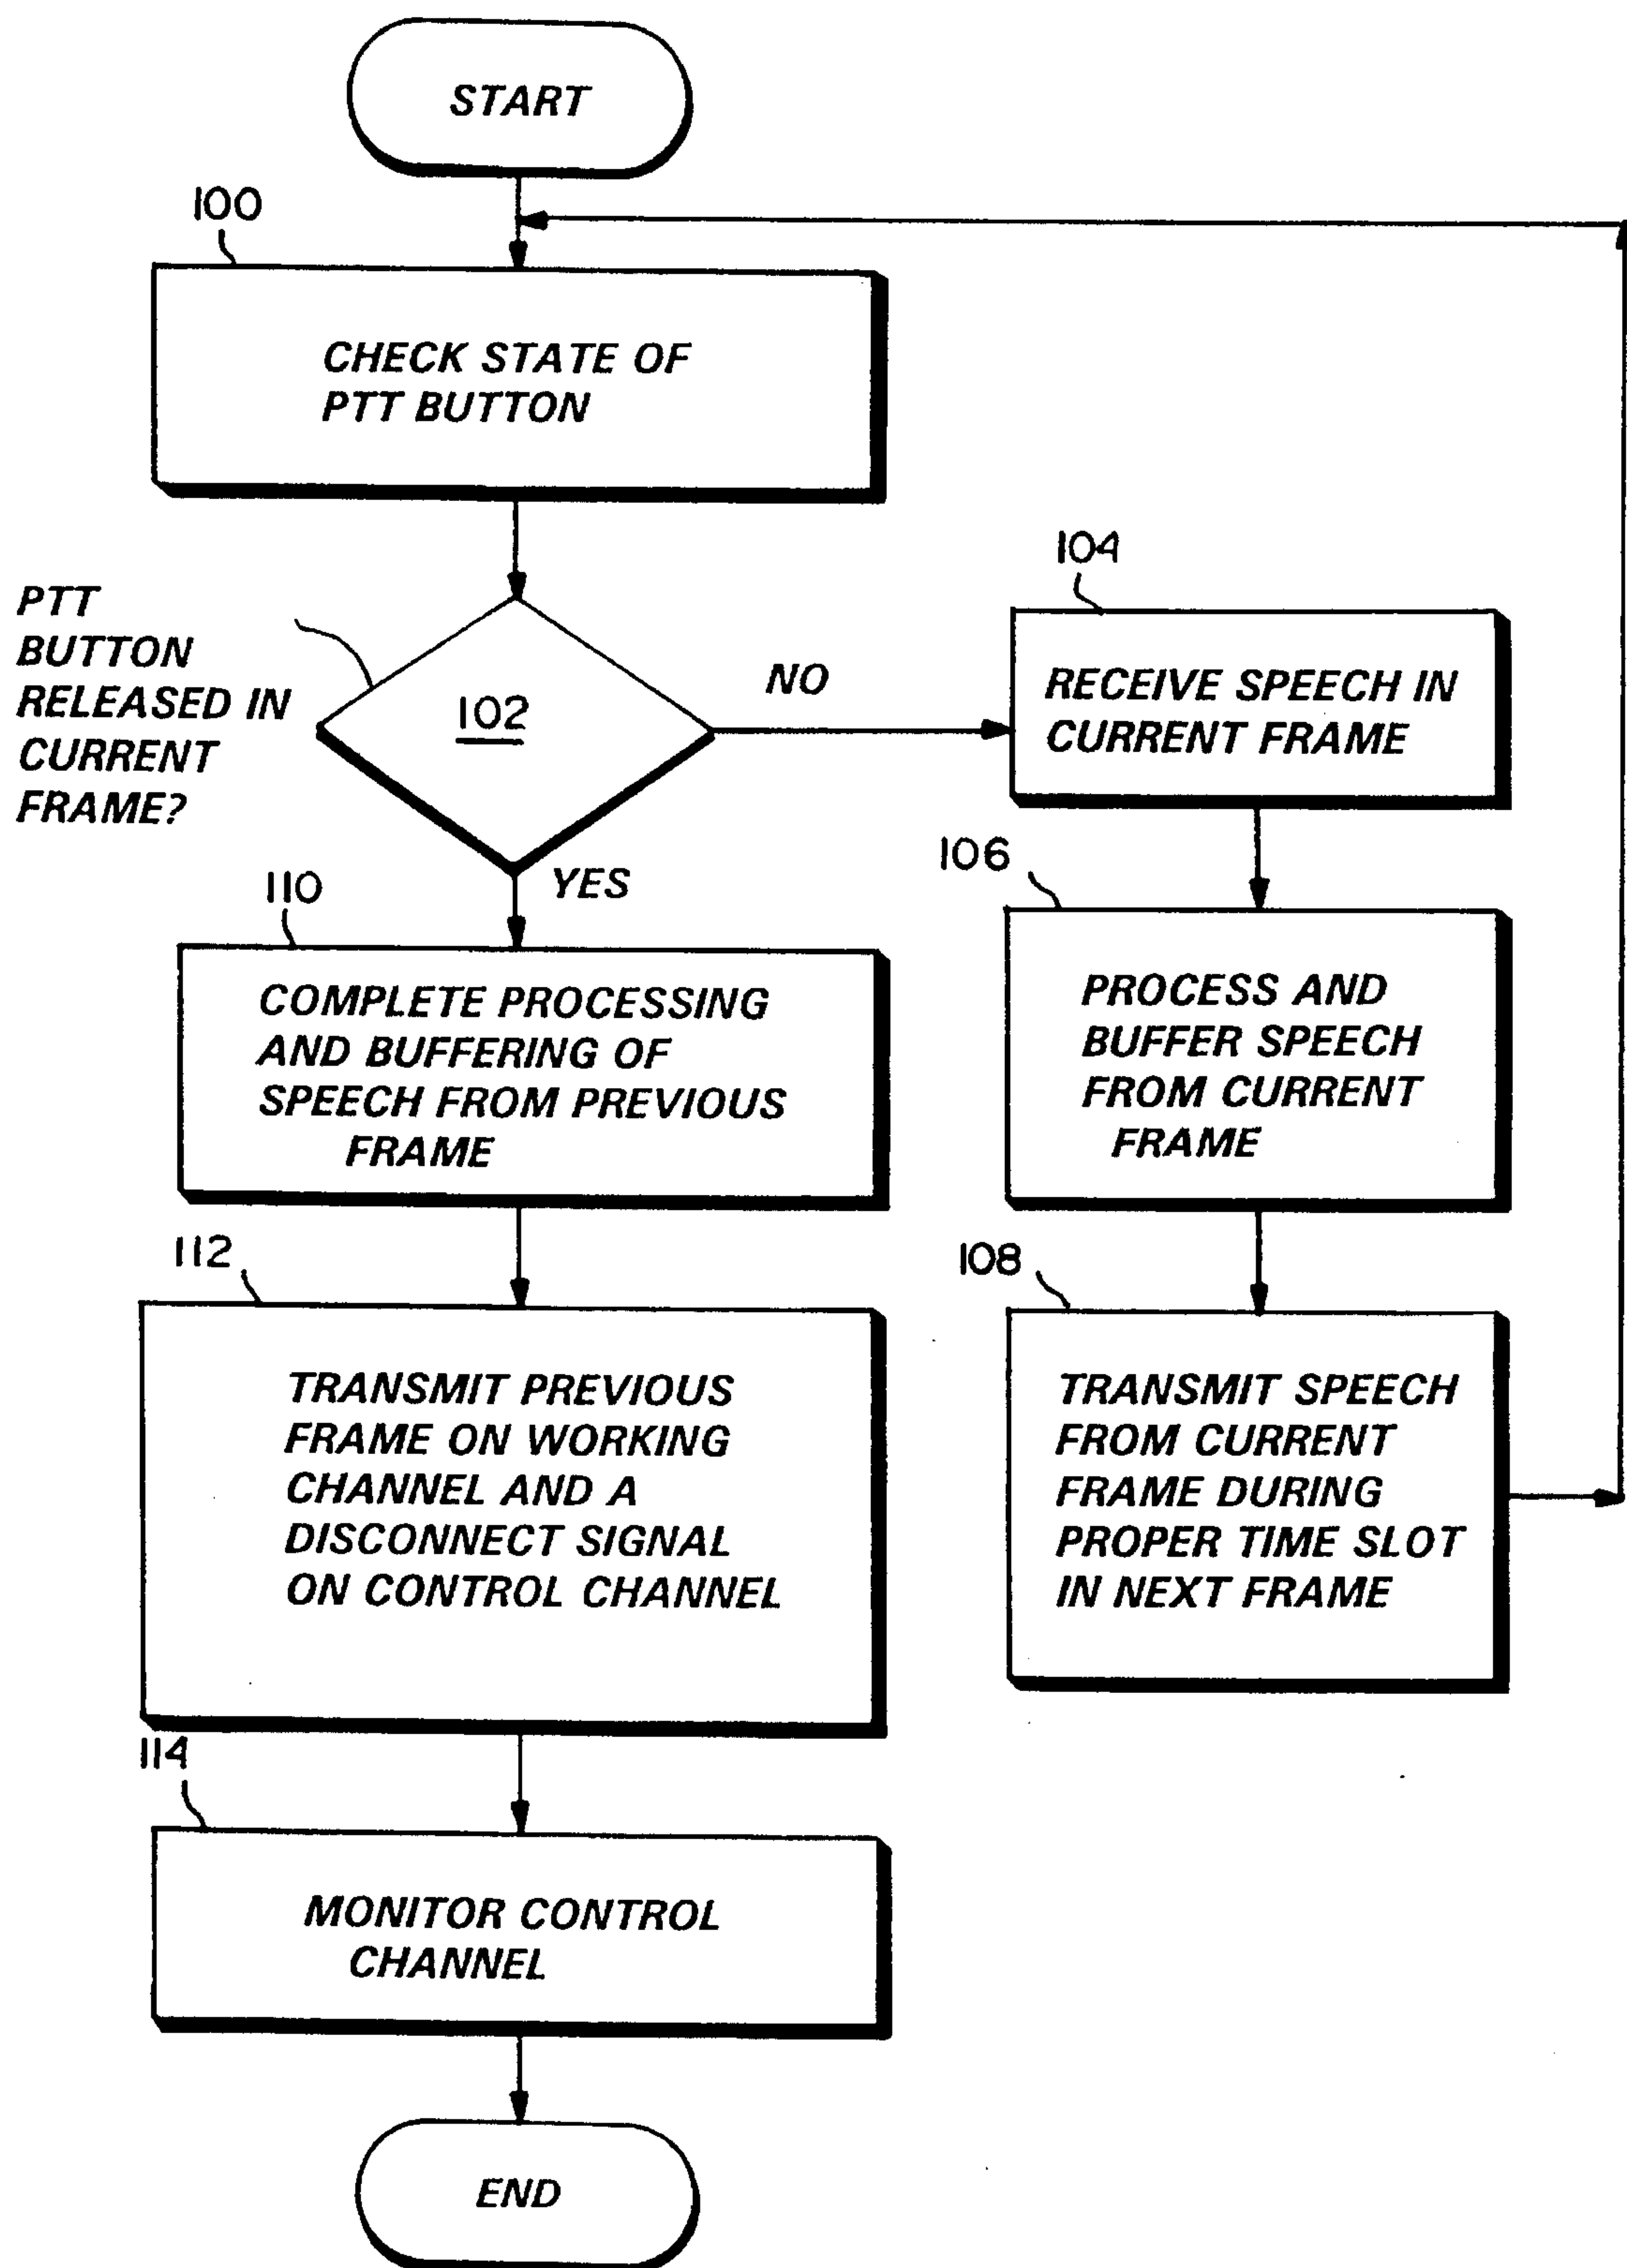 START
100
CHECK STATE OF
PTT BUTTON
PTT
BUTTON
RELEASED IN
CURRENT
FRAME?
102
NO
YES
104
RECEIVE SPEECH IN
CURRENT FRAME
106
PROCESS AND
BUFFER SPEECH
FROM CURRENT
FRAME
108
TRANSMIT SPEECH
FROM CURRENT
FRAME DURING
PROPER TIME SLOT
IN NEXT FRAME
110
COMPLETE PROCESSING
AND BUFFERING OF
SPEECH FROM PREVIOUS
FRAME
112
TRANSMIT PREVIOUS
FRAME ON WORKING
CHANNEL AND A
DISCONNECT SIGNAL
ON CONTROL CHANNEL
114
MONITOR CONTROL
CHANNEL
END